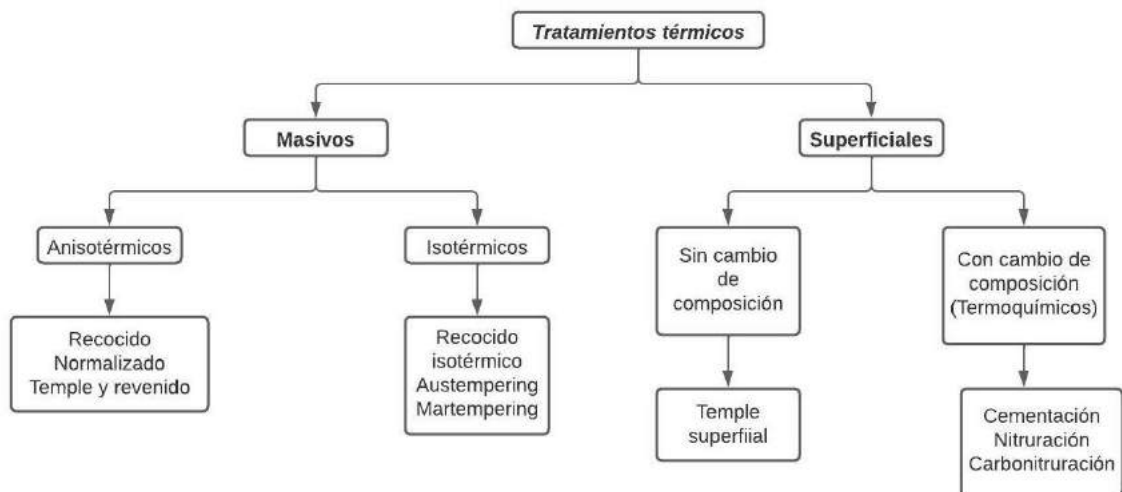 Tratamientos térmicos
Masivos
Superficiales
Anisotérmicos
Isotérmicos
Sin cambio
de
composición
Con cambio de
composición
(Termoquímicos)
Recocido
Normalizado
Temple y revenido
Recocido
isotérmico
Austempering
Martempering
Temple
superfiial
Cementación
Nitruración
Carbonitruración